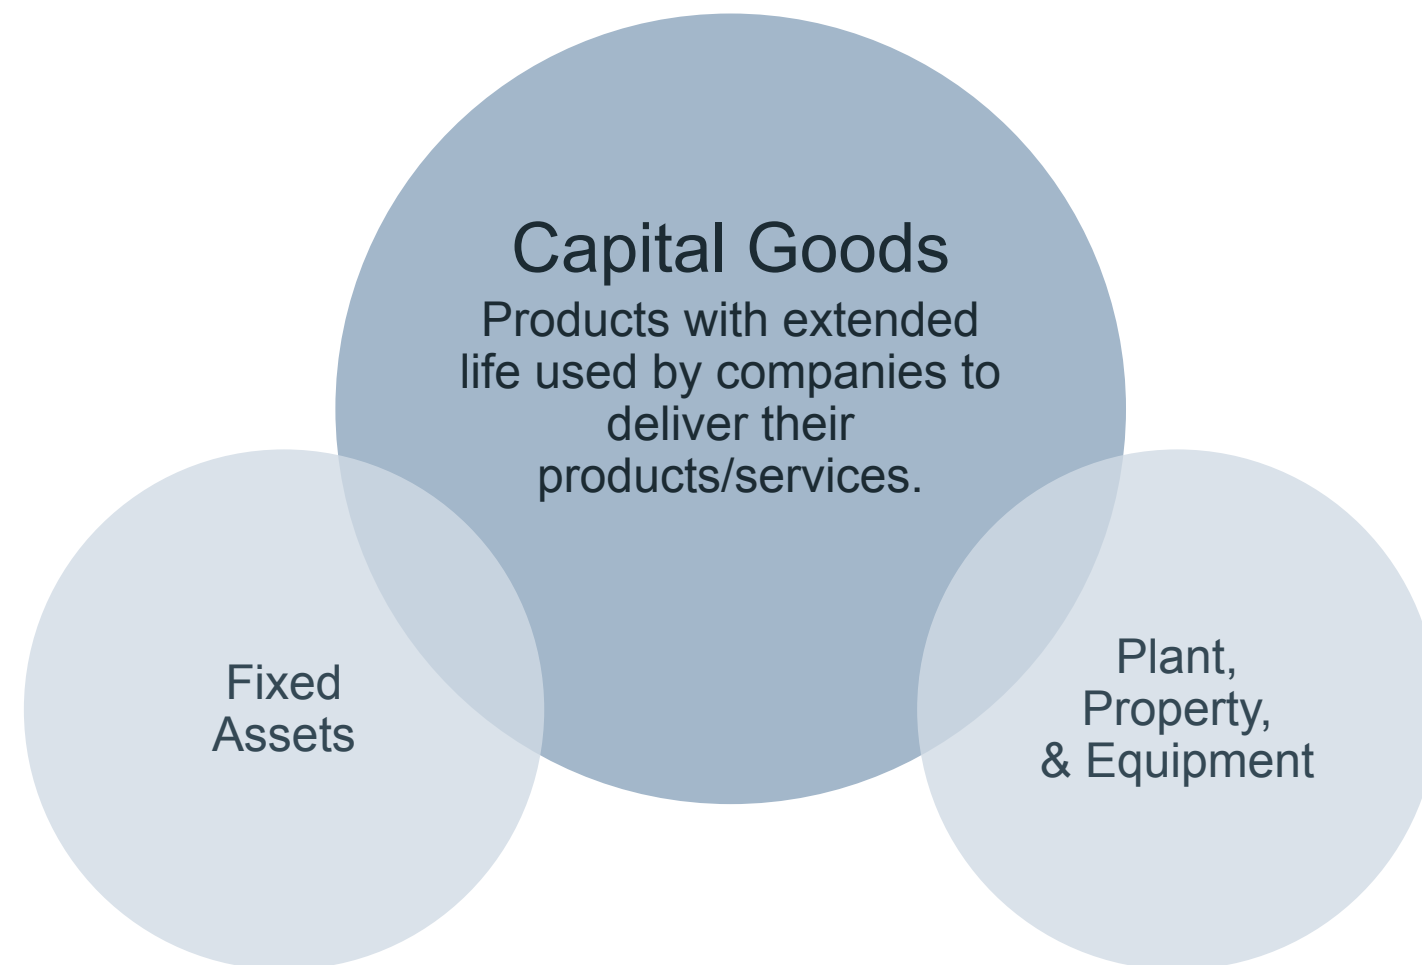 Capital Goods
Products with extended
life used by companies to
deliver their
products/services.
Fixed
Assets
Plant,
Property,
& Equipment